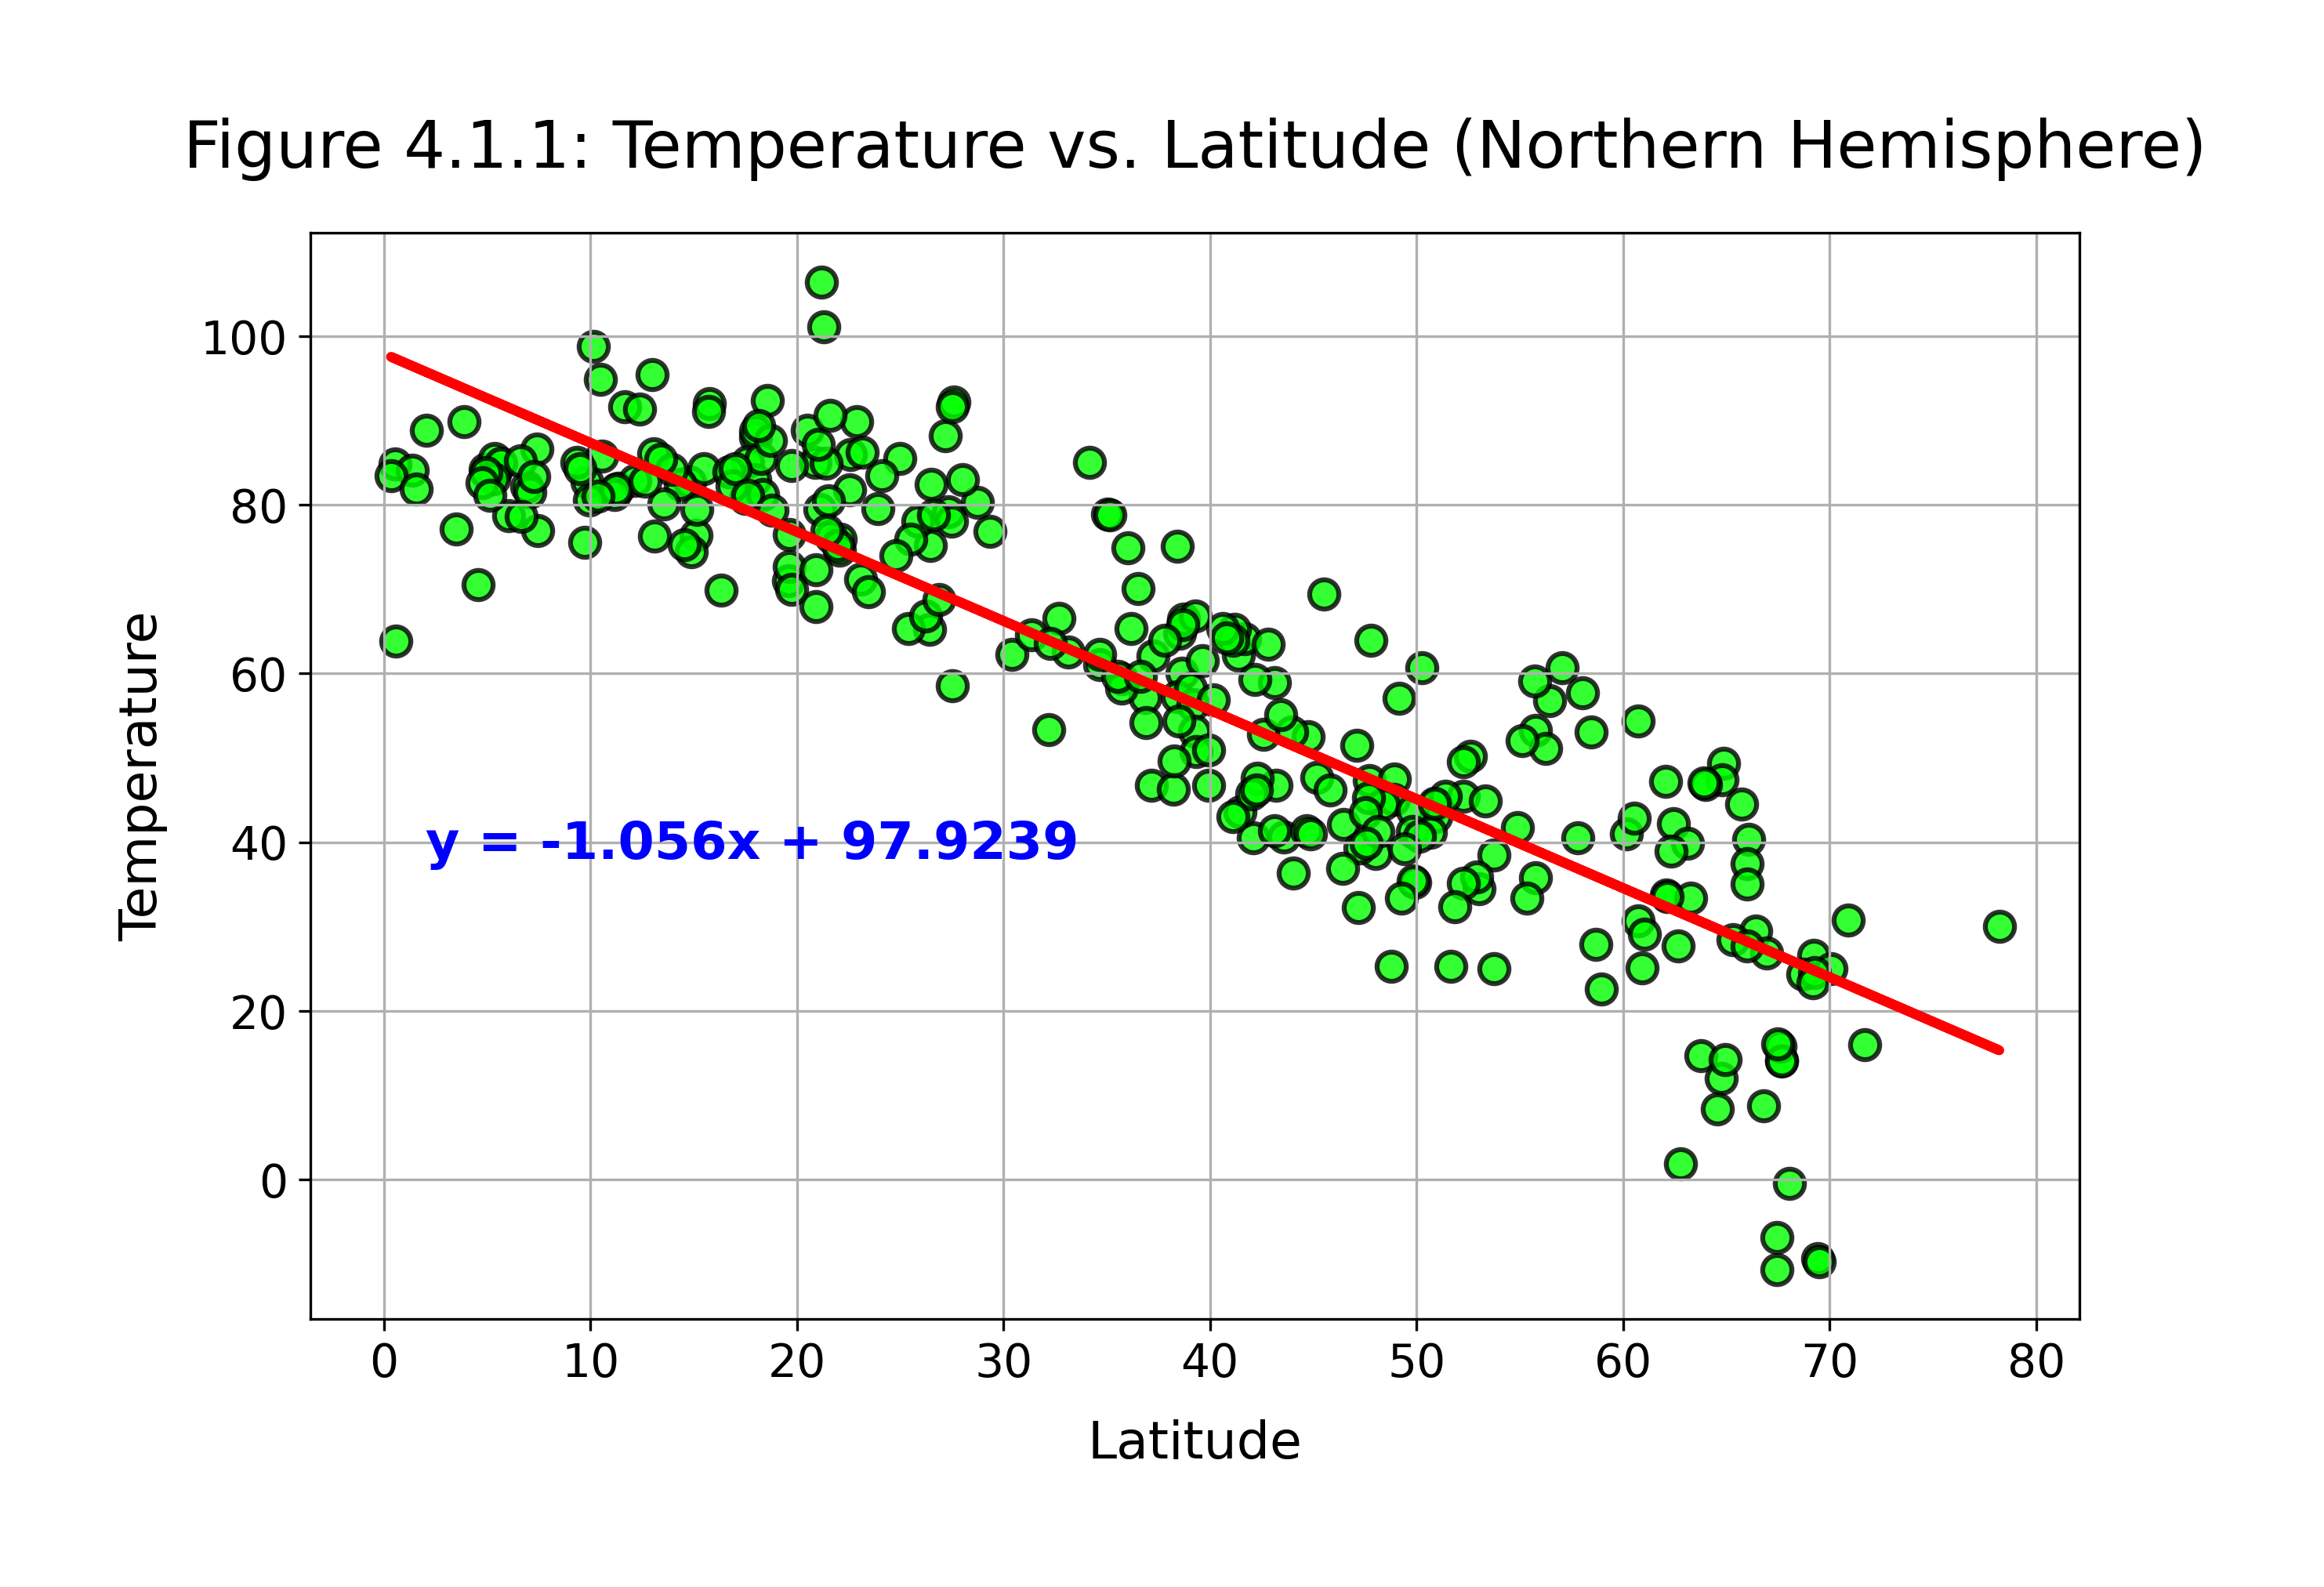 Figure 4.1.1: Temperature vs. Latitude (Northern Hemisphere)
Temperature
100
80
60
40
20
0
y = -1.056x + 97.9239
0 10 20 30 40 50 60 70 80
Latitude